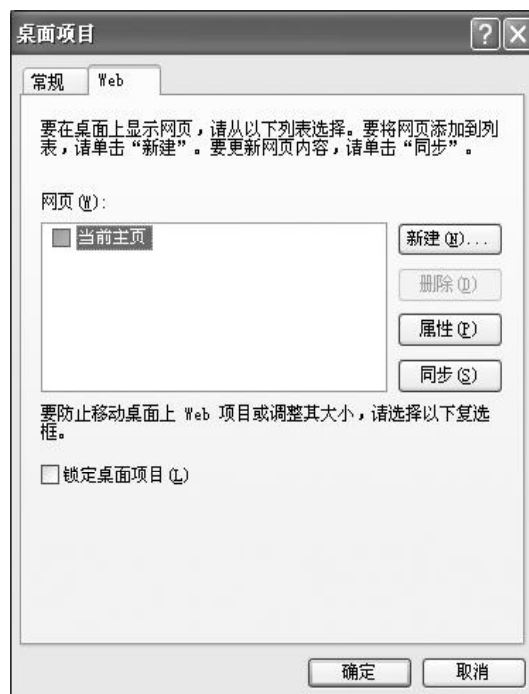 桌面项目
常规 Web
要在桌面上显示网页，请从以下列表选择。要将网页添加到列
表，请单击“新建”。要更新网页内容，请单击“同步”。
网页(W):
当前主页
新建(N)...
删除(D)
属性(P)
同步(S)
要防止移动桌面上 Web 项目或调整其大小，请选择以下复选
框。
锁定桌面项目(L)
确定 取消